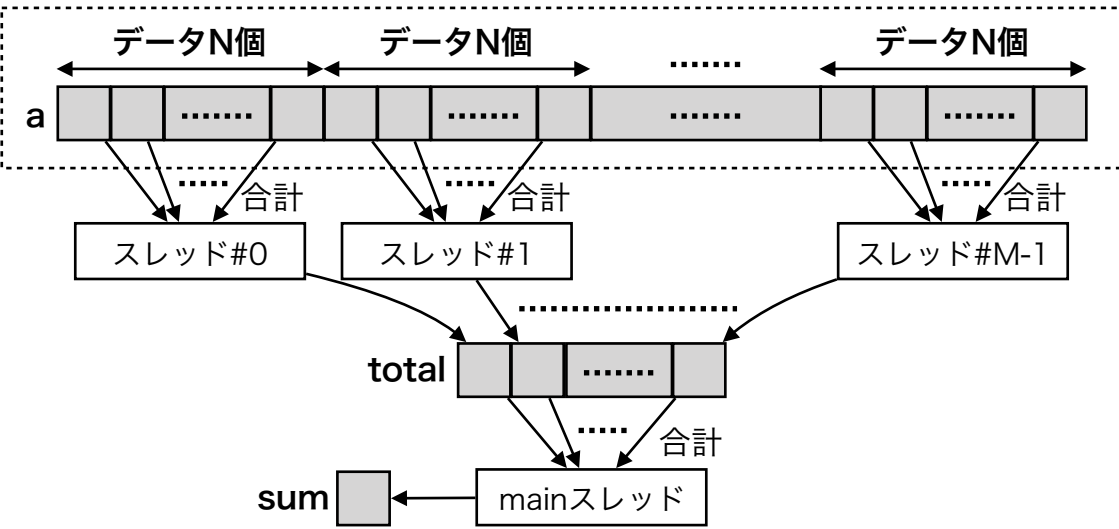 データN個 データN個 ....... データN個
a ....... ....... ....... .......
..... 合計 ..... 合計 ..... 合計
スレッド#0 スレッド#1 スレッド#M-1
.......................
total .......
..... 合計
sum mainスレッド